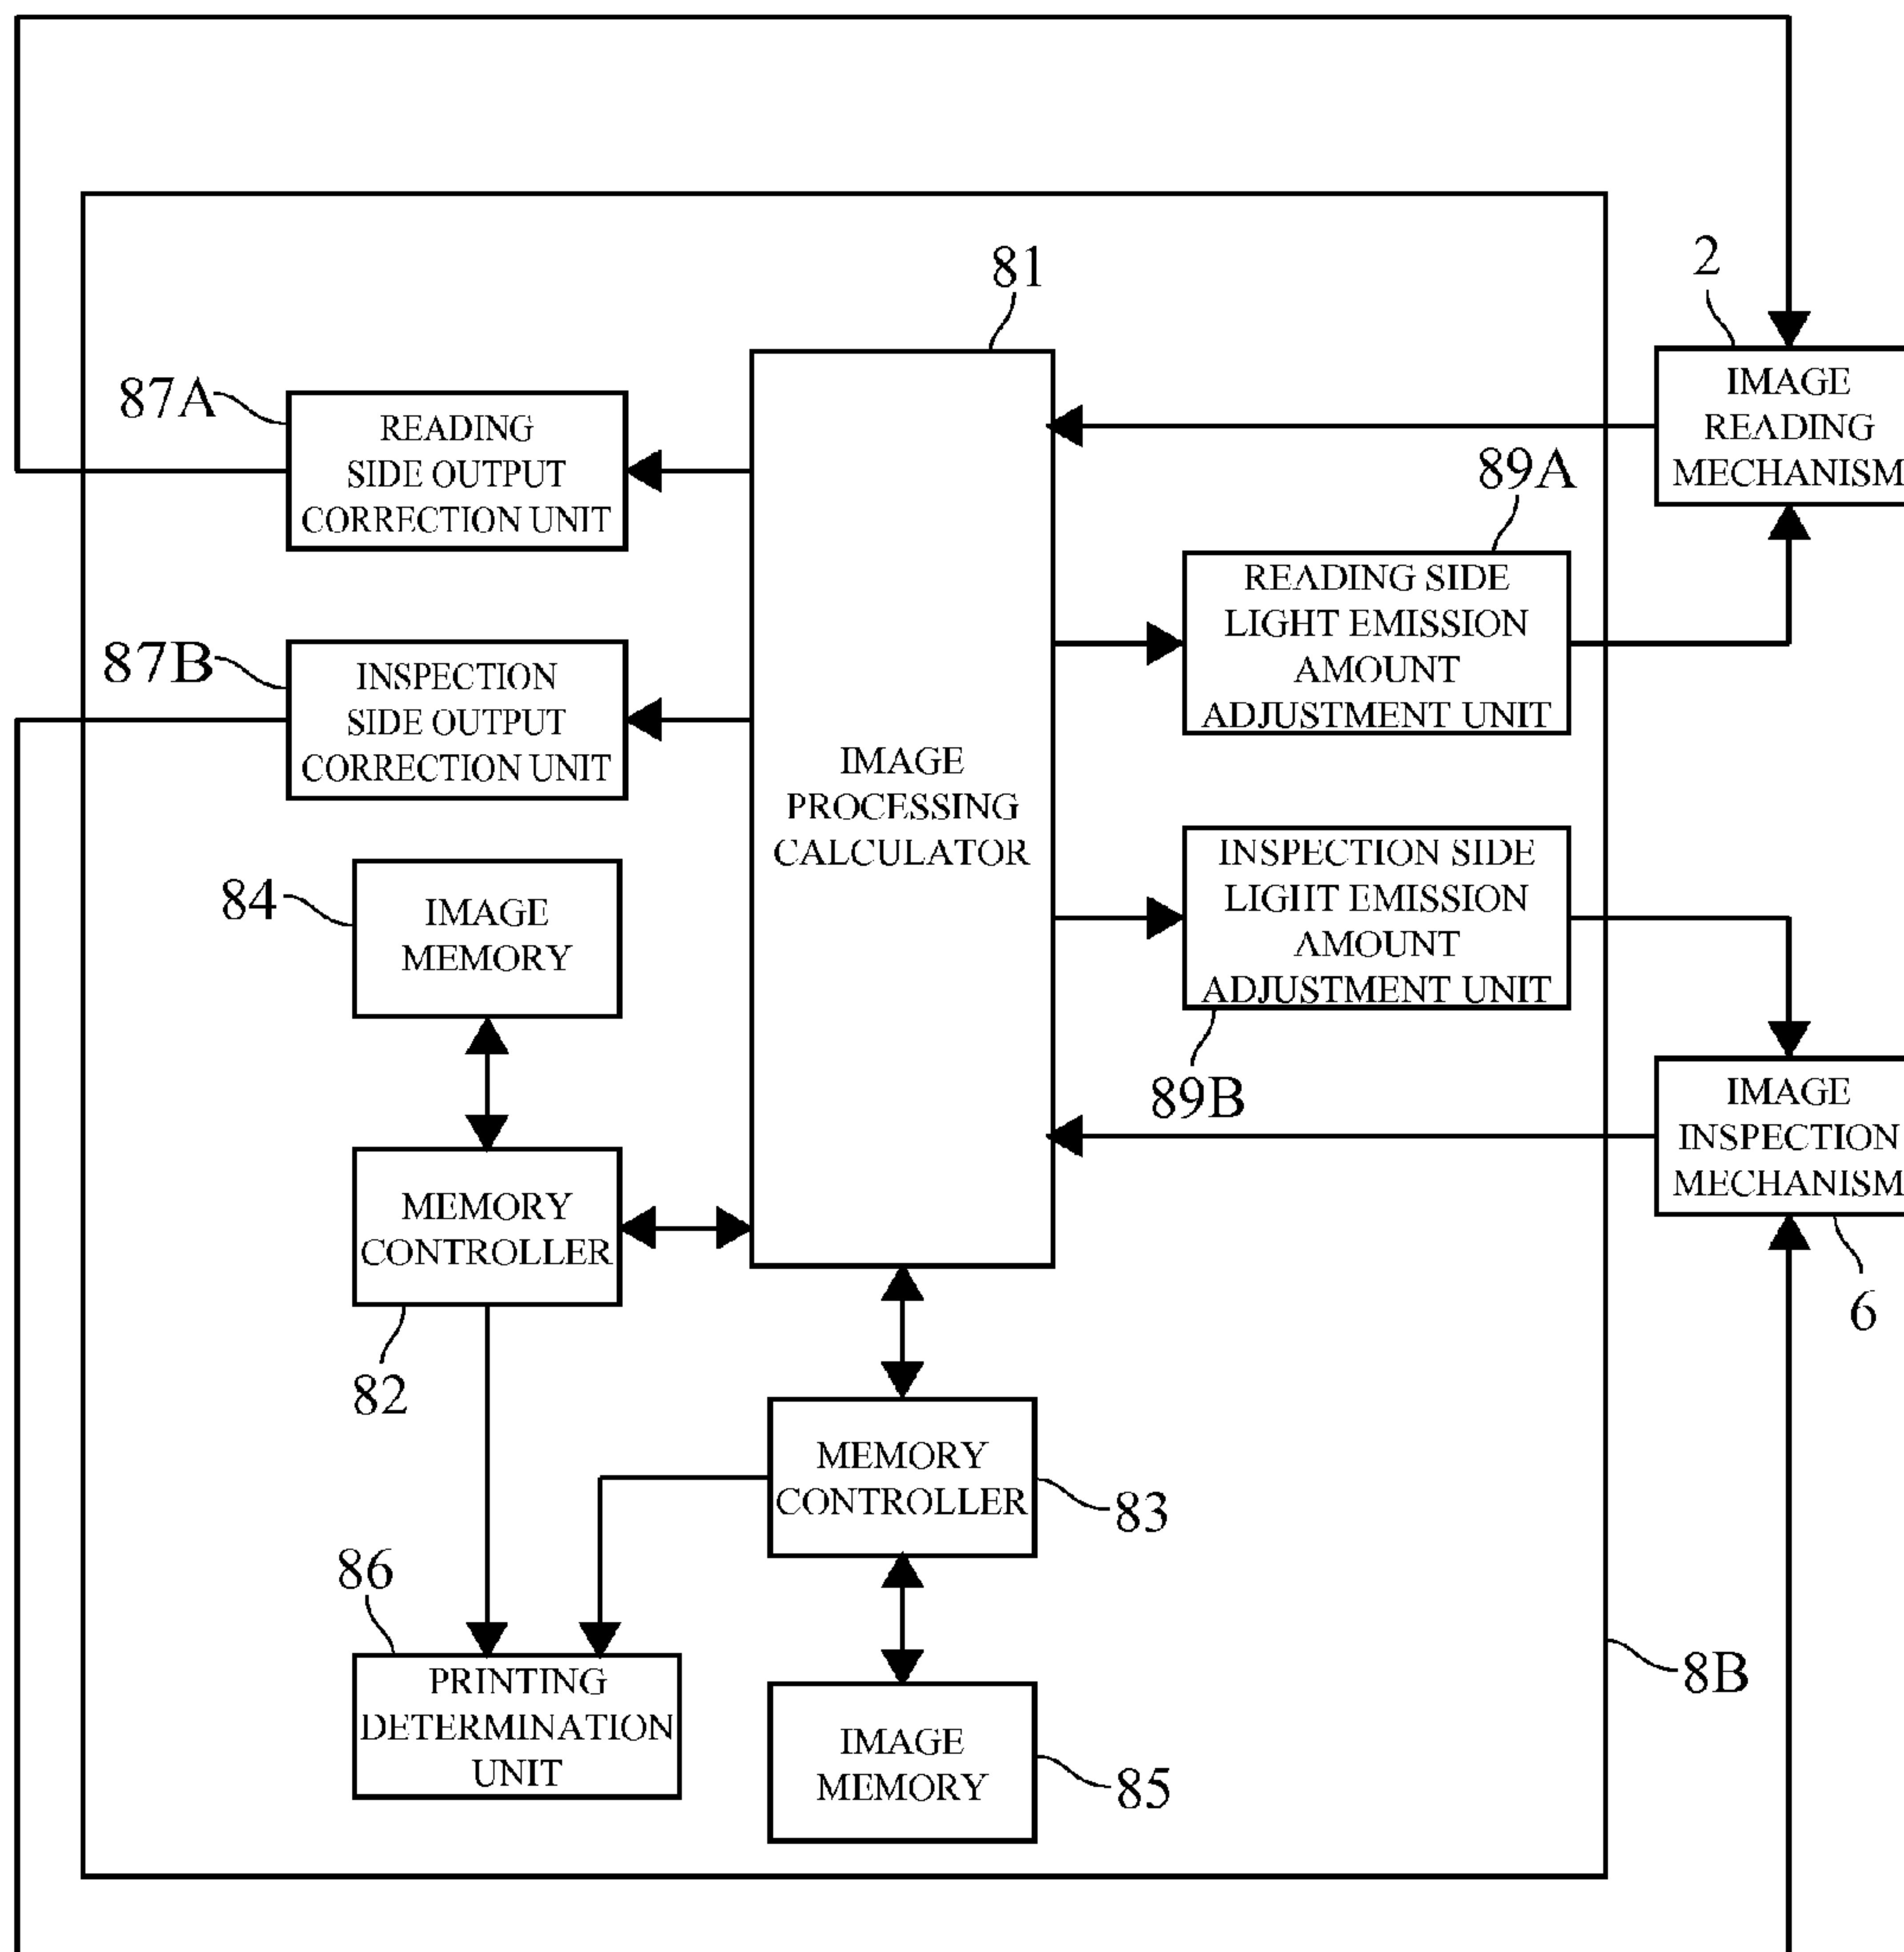 81
2
87A
READING
SIDE OUTPUT
CORRECTION UNIT
IMAGE
READING
MECHANISM
89A
READING SIDE
LIGHT EMISSION
AMOUNT
ADJUSTMENT UNIT
87B
INSPECTION
SIDE OUTPUT
CORRECTION UNIT
IMAGE
PROCESSING
CALCULATOR
INSPECTION SIDE
LIGHT EMISSION
AMOUNT
ADJUSTMENT UNIT
89B
84
IMAGE
MEMORY
IMAGE
INSPECTION
MECHANISM
6
MEMORY
CONTROLLER
82
MEMORY
CONTROLLER
83
86
PRINTING
DETERMINATION
UNIT
8B
IMAGE
MEMORY
85